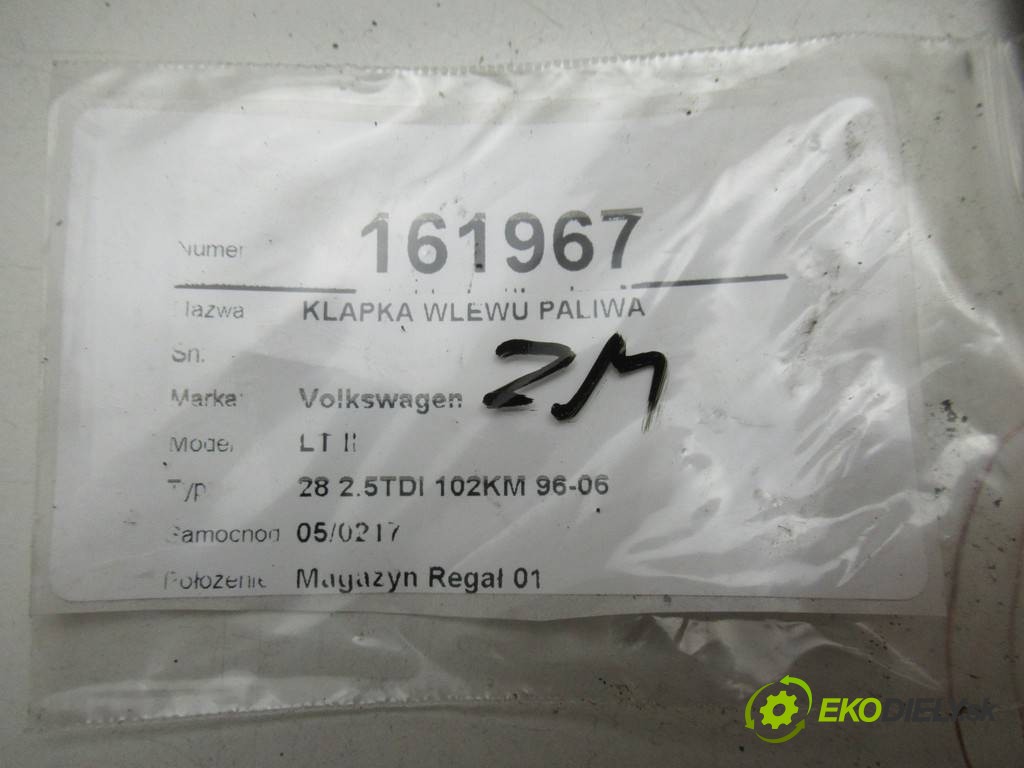 Numer 161967
Nazwa KLAPKA WLEWU PALIWA
Sn:
Marka: Volkswagen ZM
Model LT II
Typ 28 2.5TDI 102KM 96-06
Samochod 05/0217
Położenie Magazyn Regał 01
EKODIEL.sk